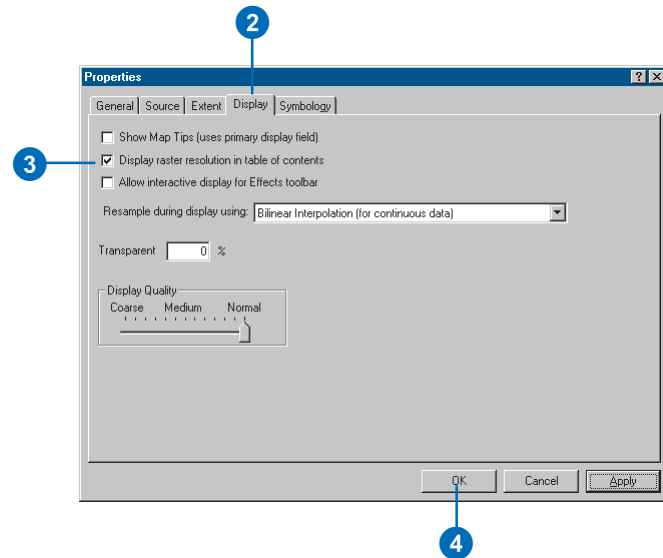 2
Properties
General Source Extent Display Symbology
Show Map Tips (uses primary display field)
3
Display raster resolution in table of contents
Allow interactive display for Effects toolbar
Resample during display using: Bilinear Interpolation (for continuous data)
Transparent 0 %
Display Quality
Coarse Medium Normal
OK Cancel Apply
4